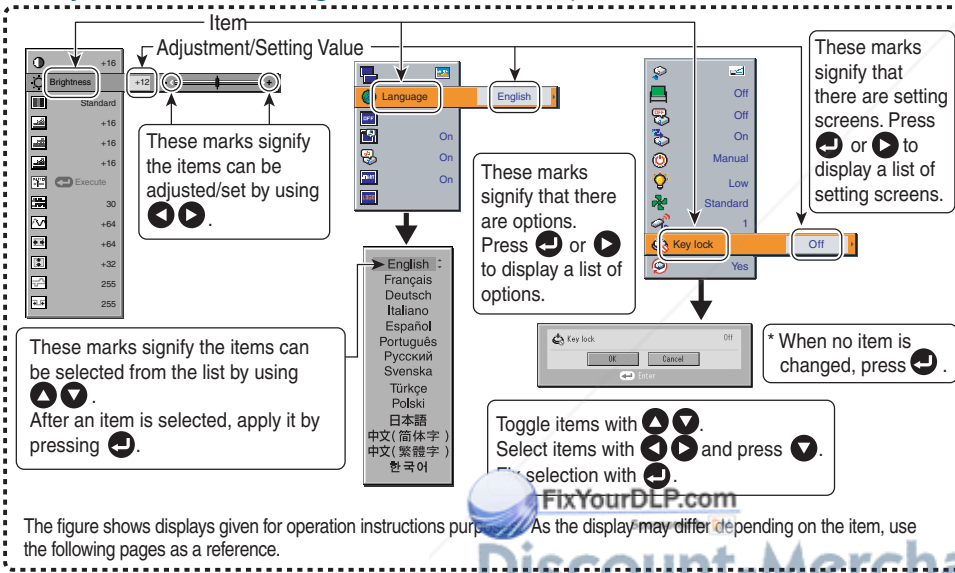 Item
Adjustment/Setting Value
+16
Brightness
+12
Standard
+16
+16
+16
Execute
30
+64
+64
+32
255
255
These marks signify
the items can be
adjusted/set by using
.
Language
English
OFF
On
On
On
English
Français
Deutsch
Italiano
Español
Português
Русский
Svenska
Türkçe
Polski
日本語
中文(简体字)
中文(繁體字)
한국어
These marks signify the items can
be selected from the list by using
.
After an item is selected, apply it by
pressing .
These marks
signify that there
are options.
Press or
to display a list of
options.
Off
Off
On
Manual
Low
Standard
1
Key lock
Off
Yes
These marks
signify that
there are setting
screens. Press
or to
display a list of
setting screens.
Key lock
Off
OK
Cancel
Enter
* When no item is
changed, press .
Toggle items with .
Select items with and press .
Fix selection with .
FixYourDLP.com
The figure shows displays given for operation instructions As the display may differ depending on the item, use
the following pages as a reference.
Discount-Mercha